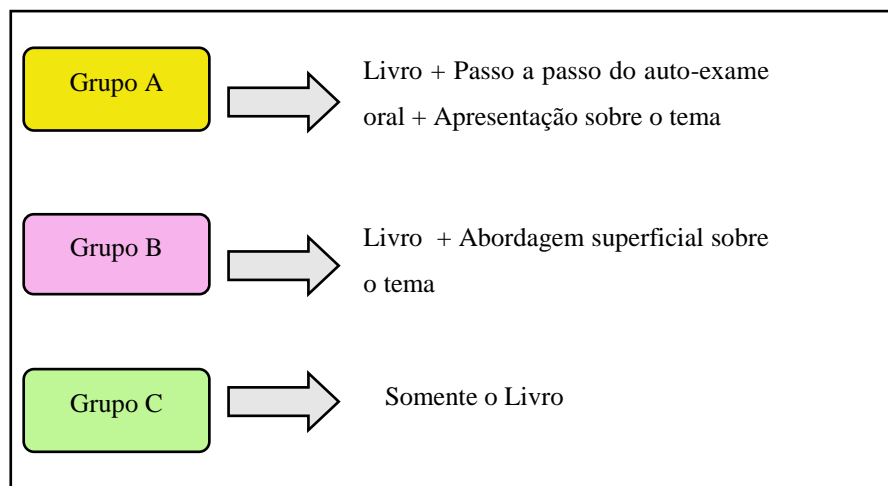 Grupo A
Livro + Passo a passo do auto-exame
oral + Apresentação sobre o tema
Grupo B
Livro + Abordagem superficial sobre
o tema
Grupo C
Somente o Livro